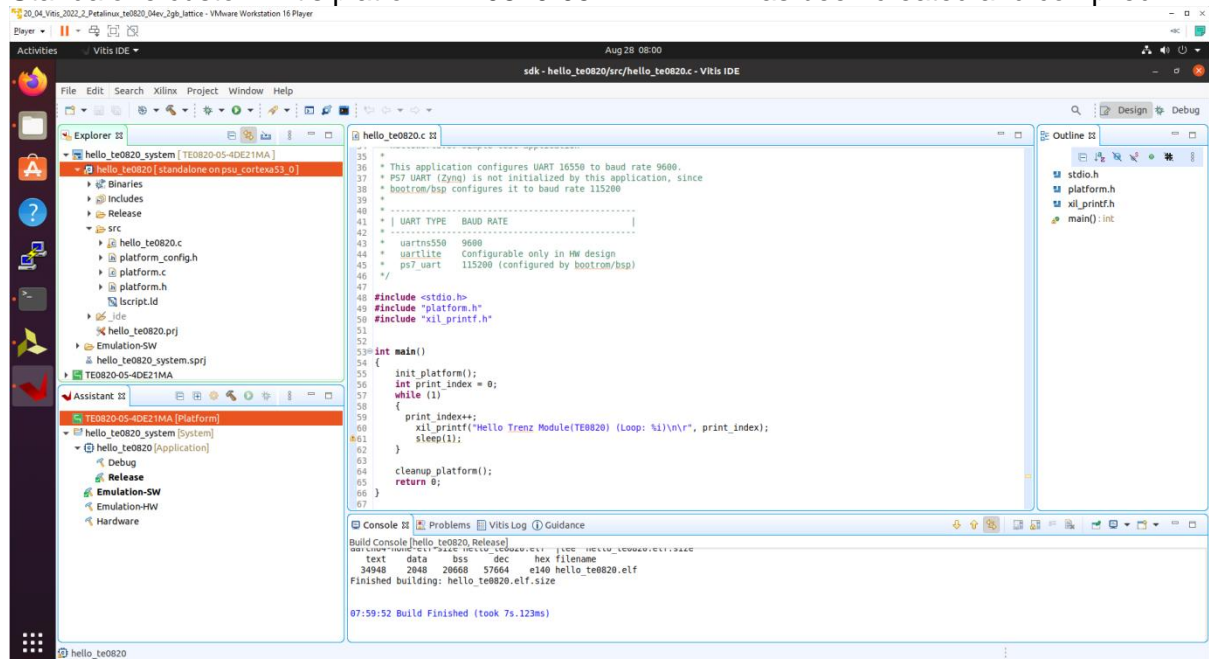 20_04_Vitis_2022_2_Petalinux_te0820_04ev_2gb_lattice - VMware Workstation 16 Player
Player
Activities
Vitis IDE
Aug 28 08:00
sdk - hello_te0820/src/hello_te0820.c - Vitis IDE
File Edit Search Xilinx Project Window Help
Design
Debug
Explorer
hello_te0820_system [ TE0820-05-4DE21MA ]
hello_te0820 [ standalone on psu_cortexa53_0 ]
Binaries
Includes
Release
src
hello_te0820.c
platform_config.h
platform.c
platform.h
lscript.ld
_ide
hello_te0820.prj
Emulation-SW
hello_te0820_system.sprj
TE0820-05-4DE21MA
Assistant
TE0820-05-4DE21MA [Platform]
hello_te0820_system [System]
hello_te0820 [Application]
Debug
Release
Emulation-SW
Emulation-HW
Hardware
hello_te0820.c
35 *
36 * This application configures UART 16550 to baud rate 9600.
37 * PS7 UART (Zynq) is not initialized by this application, since
38 * bootrom/bsp configures it to baud rate 115200
39 *
40 * ------------------------------------------------
41 * | UART TYPE   BAUD RATE                        |
42 * ------------------------------------------------
43 *   uartns550   9600
44 *   uartlite    Configurable only in HW design
45 *   ps7_uart    115200 (configured by bootrom/bsp)
46 */
47
48 #include <stdio.h>
49 #include "platform.h"
50 #include "xil_printf.h"
51
52
53 int main()
54 {
55 init_platform();
56 int print_index = 0;
57 while (1)
58 {
59 print_index++;
60 xil_printf("Hello Trenz Module(TE0820) (Loop: %i)\n\r", print_index);
61 sleep(1);
62 }
63
64 cleanup_platform();
65 return 0;
66 }
67
Outline
stdio.h
platform.h
xil_printf.h
main() : int
Console
Problems
Vitis Log
Guidance
Build Console [hello_te0820, Release]
text data bss dec hex filename
34948 2048 20668 57664 e140 hello_te0820.elf
Finished building: hello_te0820.elf.size
07:59:52 Build Finished (took 7s.123ms)
hello_te0820